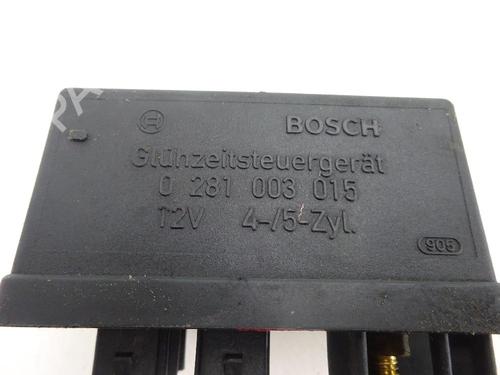 BOSCH
Glühzeitsteuergerät
0 281 003 015
12V 4-/5-Zyl.
905